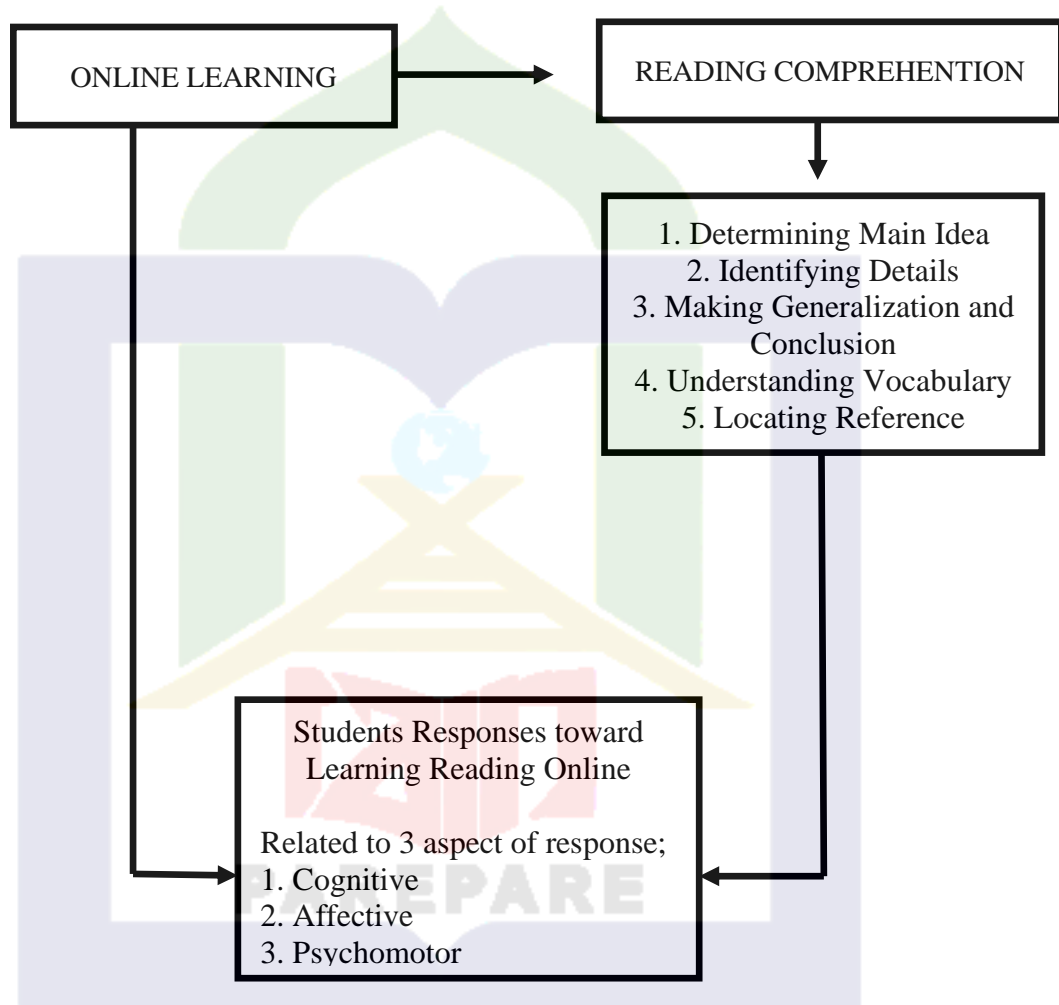 ONLINE LEARNING
READING COMPREHENTION
1. Determining Main Idea
2. Identifying Details
3. Making Generalization and
Conclusion
4. Understanding Vocabulary
5. Locating Reference
Students Responses toward
Learning Reading Online
Related to 3 aspect of response;
1. Cognitive
2. Affective
3. Psychomotor
PAREPARE